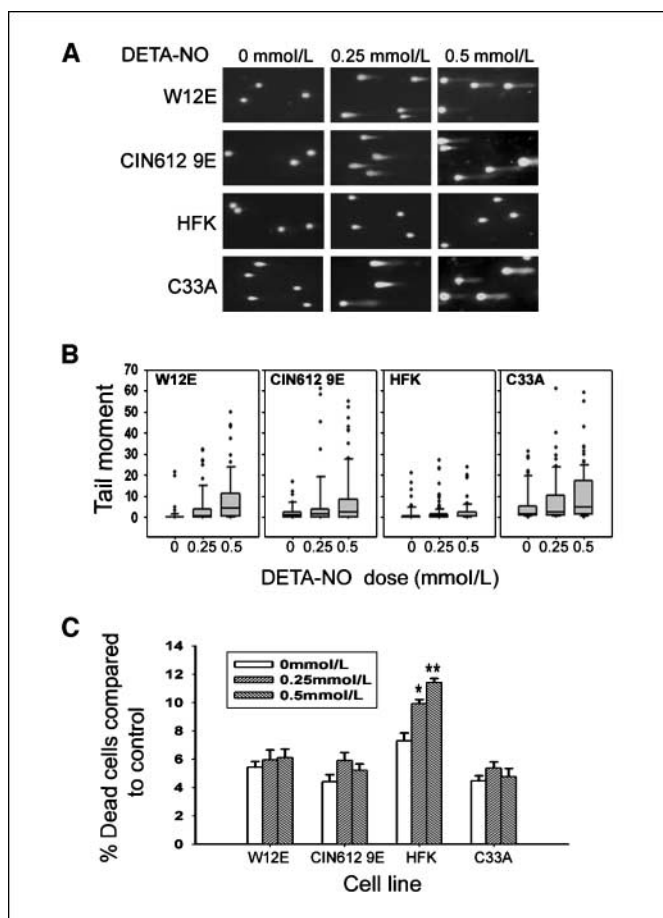 A
DETA-NO 0 mmol/L 0.25 mmol/L 0.5 mmol/L
W12E
CIN612 9E
HFK
C33A
B
W12E CIN612 9E HFK C33A
70
60
50
40
30
20
10
0
Tail moment
0 0.25 0.5 0 0.25 0.5 0 0.25 0.5 0 0.25 0.5
DETA-NO dose (mmol/L)
C
14
12
10
8
6
4
2
0
% Dead cells compared
to control
0mmol/L
0.25mmol/L
0.5mmol/L
* **
W12E CIN612 9E HFK C33A
Cell line